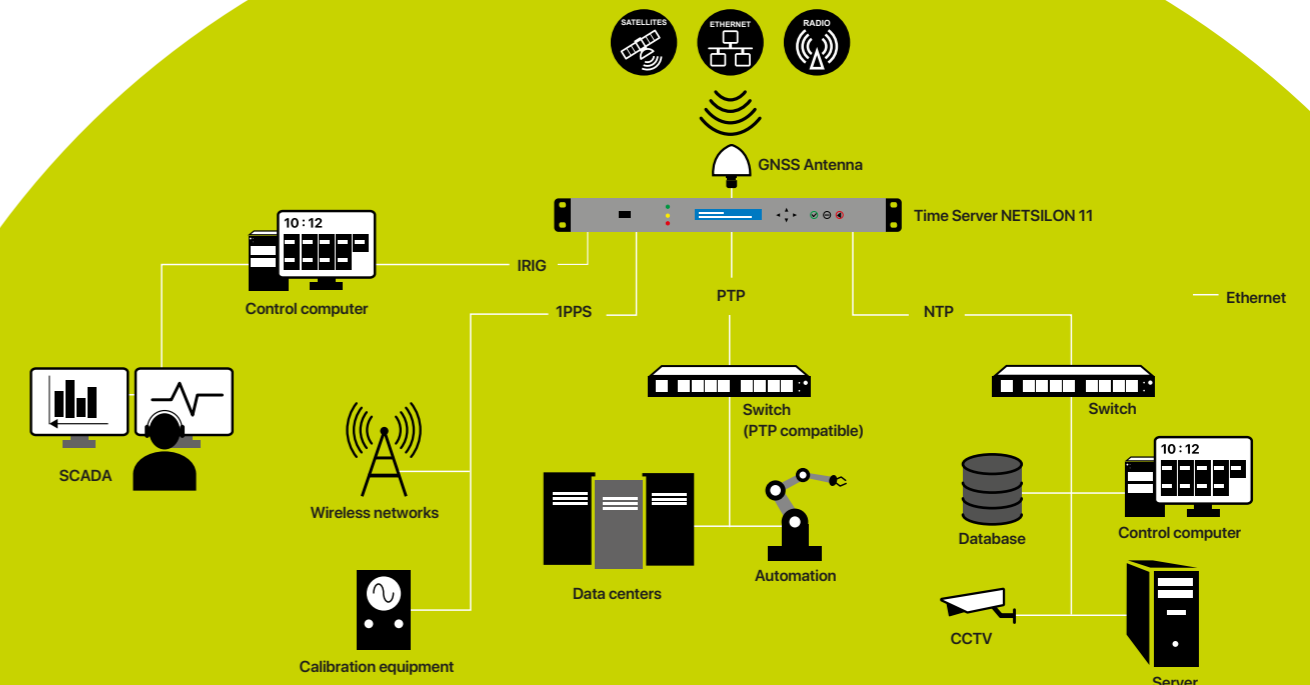 SATELLITES
ETHERNET
RADIO
GNSS Antenna
Time Server NETSILON 11
10:12
Control computer
IRIG
1PPS
PTP
NTP
Ethernet
SCADA
Wireless networks
Calibration equipment
Switch
(PTP compatible)
Data centers
Automation
Switch
Database
10:12
Control computer
CCTV
Server